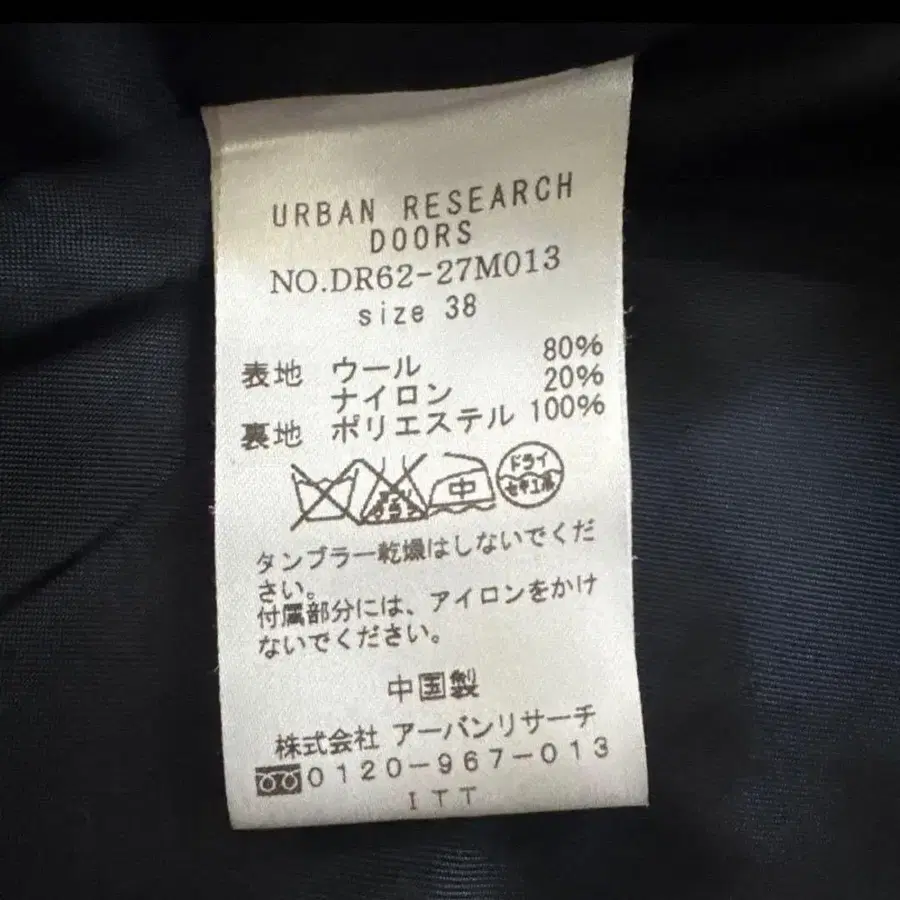 URBAN RESEARCH
DOORS
NO.DR62-27M013
size 38
表地 ウール 80%
ナイロン 20%
裏地 ポリエステル 100%
中 ドライ
セキユ系
タンブラー乾燥はしないでくだ
さい。
付属部分には、アイロンをかけ
ないでください。
中国製
株式会社 アーバンリサーチ
0120-967-013
ITT